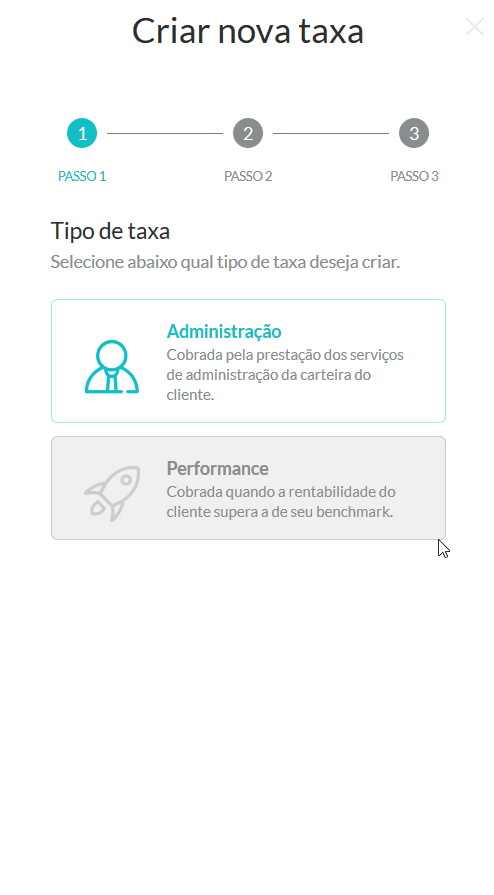 Criar nova taxa
1
2
3
PASSO 1
PASSO 2
PASSO 3
Tipo de taxa
Selecione abaixo qual tipo de taxa deseja criar.
Administração
Cobrada pela prestação dos serviços
de administração da carteira do
cliente.
Performance
Cobrada quando a rentabilidade do
cliente supera a de seu benchmark.